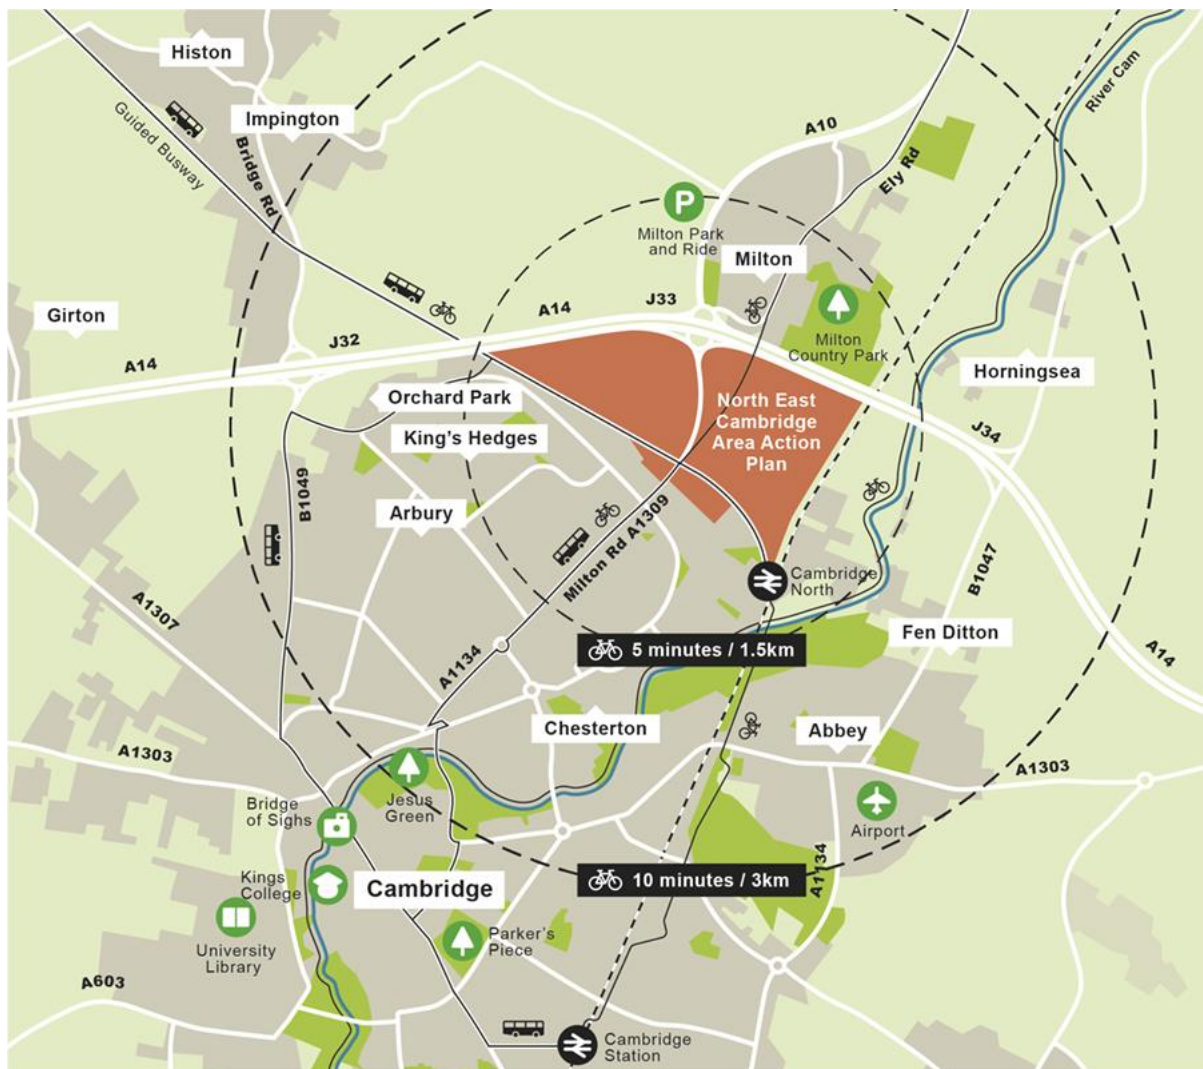 Histon
Impington
Guided Busway
Bridge Rd
A10
Ely Rd
River Cam
P
Milton Park
and Ride
Milton
Milton
Country Park
Girton
A14
J32
A14
J33
Horningsea
J34
Orchard Park
King's Hedges
North East
Cambridge
Area Action
Plan
B1049
Arbury
Milton Rd A1309
Cambridge
North
B1047
A1307
Fen Ditton
5 minutes / 1.5km
A14
A1134
Chesterton
Abbey
A1303
A1303
Jesus
Green
Bridge
of Sighs
Airport
A1134
Kings
College
Cambridge
10 minutes / 3km
University
Library
Parker's
Piece
A603
Cambridge
Station